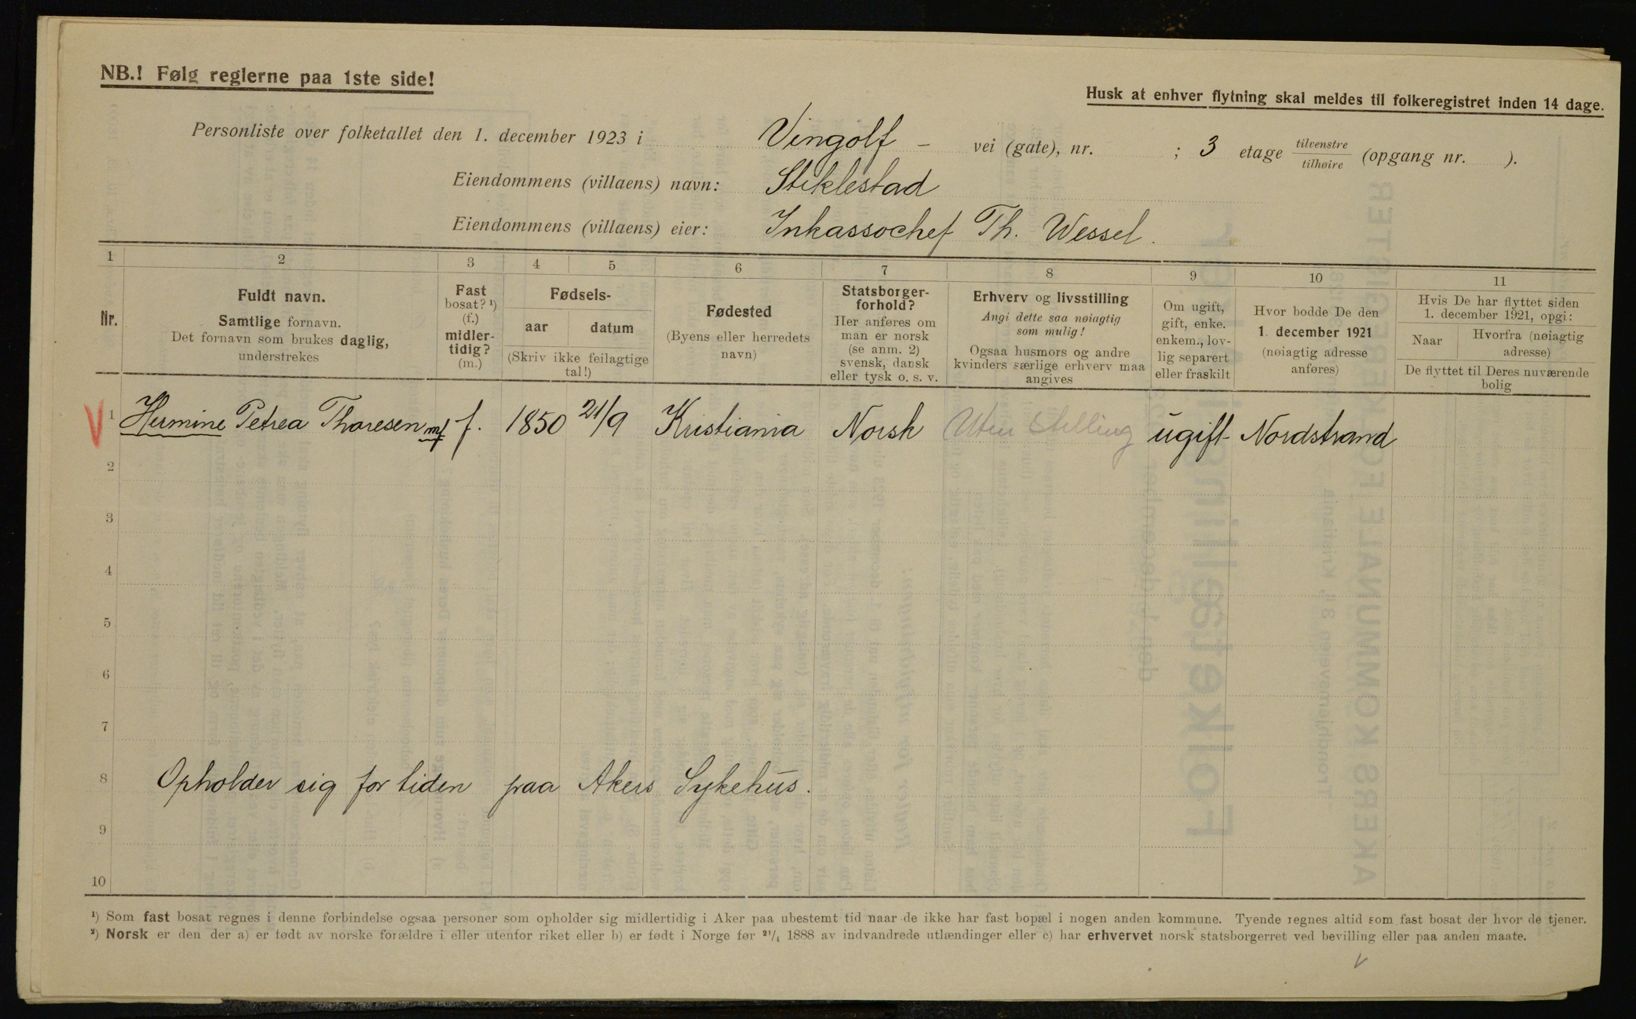 NB.! Følg reglerne paa 1ste side!
Husk at enhver flytning skal meldes til folkeregistret inden 14 dage.
Personliste over folketallet den 1. december 1923 i Vingolf - vei (gate), nr. ; 3 etage tilvenstre tilhøire (opgang nr. ).
Eiendommens (villaens) navn: Stiklestad
Eiendommens (villaens) eier: Inkassochef Th. Wessel.
1 2 3 4 5 6 7 8 9 10 11
Nr.
Fuldt navn.
Samtlige fornavn.
Det fornavn som brukes daglig,
understrekes
Fast
bosat? ¹)
(f.)
midler-
tidig?
(m.)
Fødsels-
aar datum
(Skriv ikke feilagtige
tal!)
Fødested
(Byens eller herredets
navn)
Statsborger-
forhold?
Her anføres om
man er norsk
(se anm. 2)
svensk, dansk
eller tysk o. s. v.
Erhverv og livsstilling
Angi dette saa nøiagtig
som mulig!
Ogsaa husmors og andre
kvinders særlige erhverv maa
angives
Om ugift,
gift, enke.
enkem., lov-
lig separert
eller fraskilt
Hvor bodde De den
1. december 1921
(nøiagtig adresse
anføres)
Hvis De har flyttet siden
1. december 1921, opgi:
Naar
Hvorfra (nøiagtig
adresse)
De flyttet til Deres nuværende
bolig
V 1 Hermine Petrea Thoresen f. 1850 21/9 Kristiania Norsk Uten stilling ugift Nordstrand
2
3
4
5
6
7
8 Opholder sig for tiden paa Akers Sykehus.
9
10
¹) Som fast bosat regnes i denne forbindelse ogsaa personer som opholder sig midlertidig i Aker paa ubestemt tid naar de ikke har fast bopæl i nogen anden kommune. Tyende regnes altid som fast bosat der hvor de tjener.
²) Norsk er den der a) er født av norske forældre i eller utenfor riket eller b) er født i Norge før ²¹/₁ 1888 av indvandrede utlændinger eller c) har erhvervet norsk statsborgerret ved bevilling eller paa anden maate.